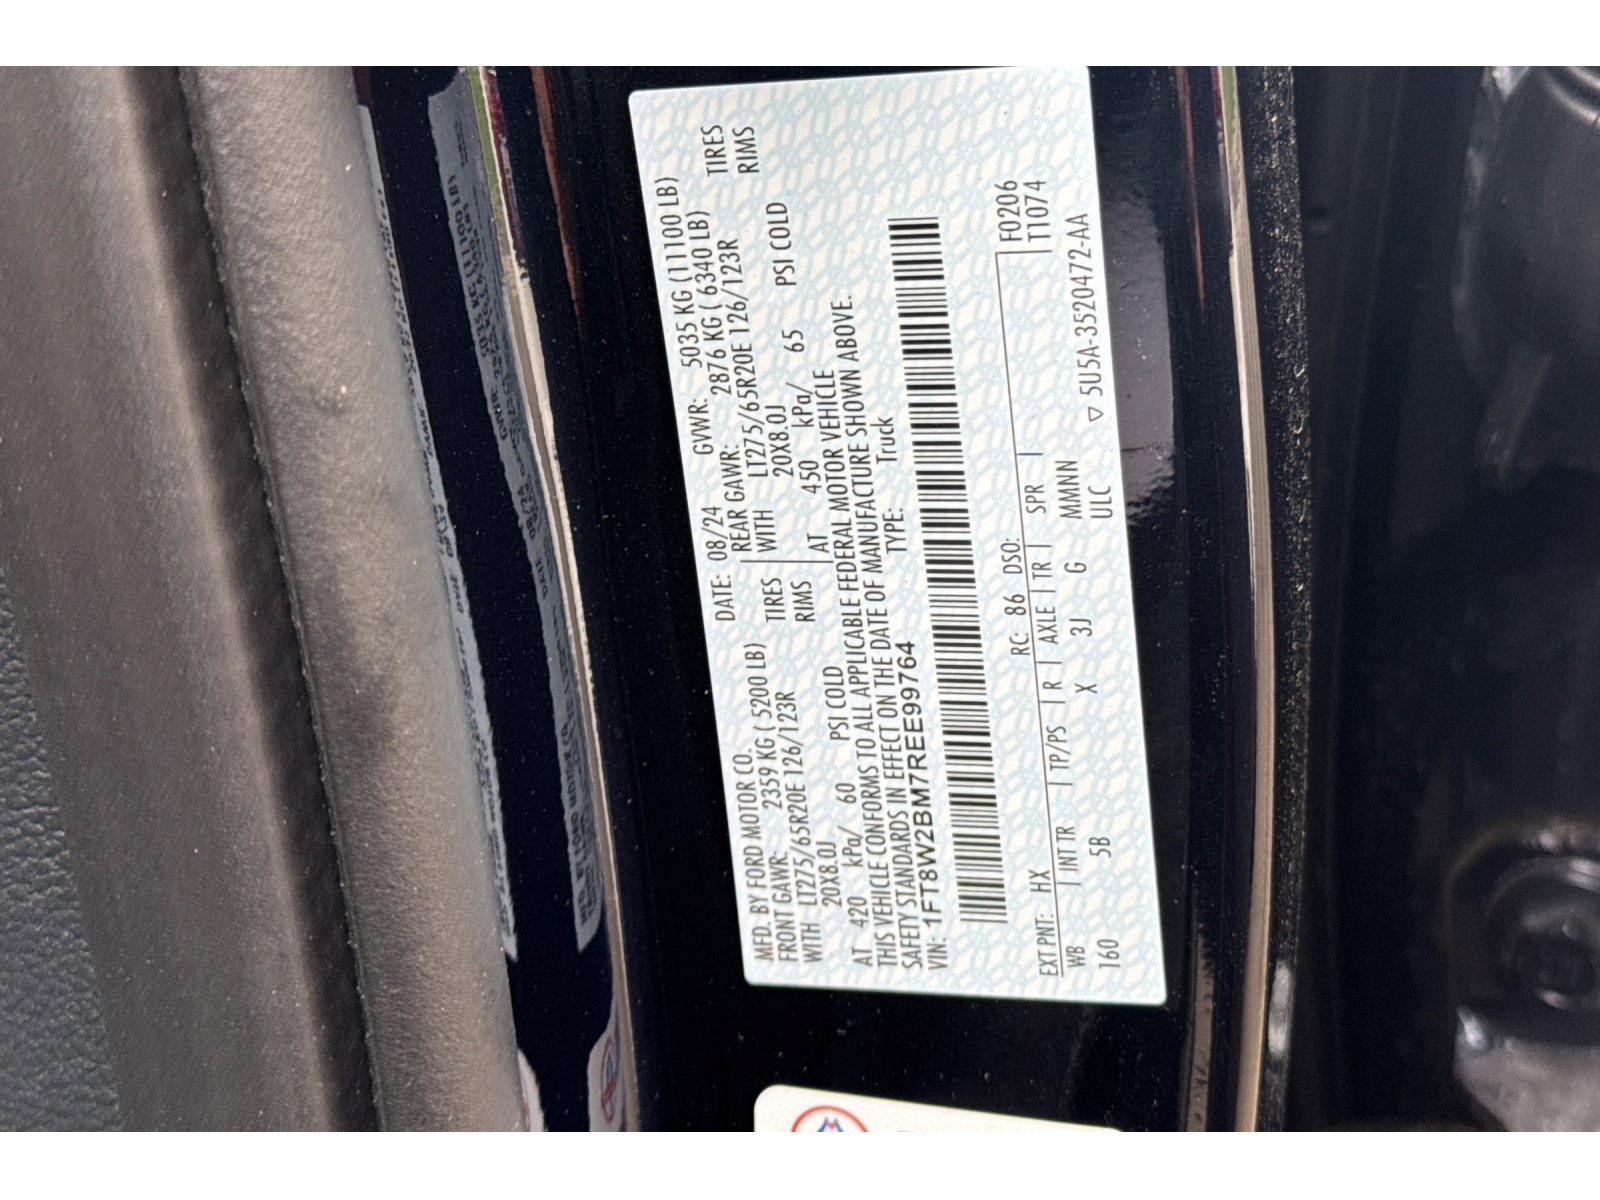 MFD. BY FORD MOTOR CO.
DATE: 08/24 GVWR: 5035 KG (11100 LB)
FRONT GAWR: 2359 KG ( 5200 LB)
REAR GAWR: 2876 KG ( 6340 LB)
WITH LT275/65R20E 126/123R TIRES
WITH LT275/65R20E 126/123R TIRES
20X8.0J RIMS
20X8.0J RIMS
AT 420 kPa/ 60 PSI COLD
AT 450 kPa/ 65 PSI COLD
THIS VEHICLE CONFORMS TO ALL APPLICABLE FEDERAL MOTOR VEHICLE
SAFETY STANDARDS IN EFFECT ON THE DATE OF MANUFACTURE SHOWN ABOVE.
VIN: 1FT8W2BM7REE99764 TYPE: Truck
F0206
T1074
EXT PNT: HX RC: 86 DSO:
WB INT TR TP/PS R AXLE TR SPR
160 5B X 3J G MMNN
ULC ▽ 5U5A-3520472-AA